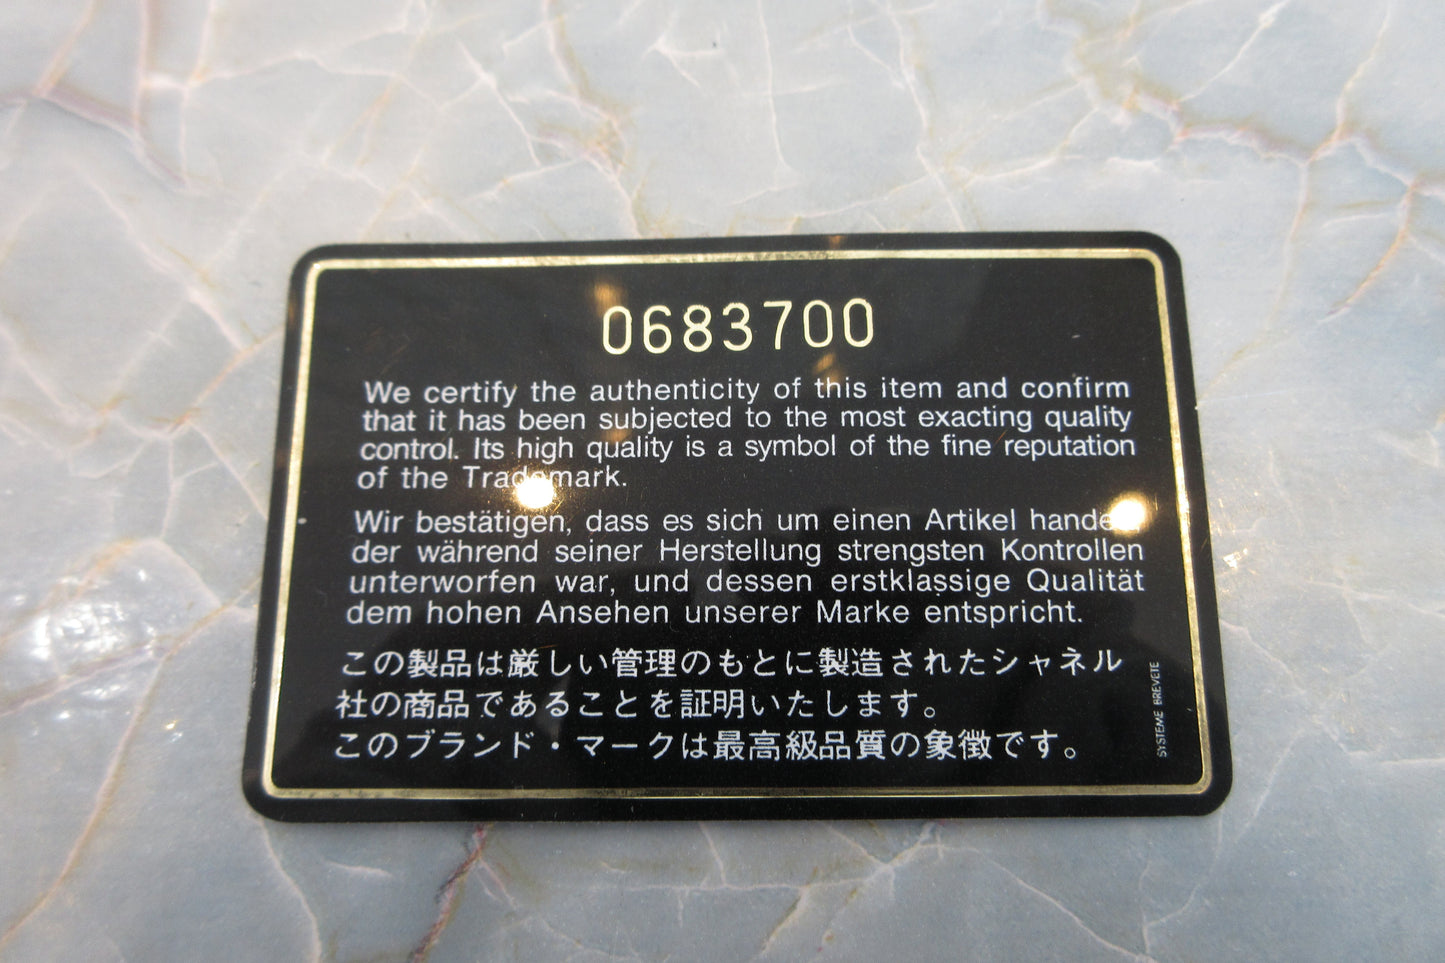 0683700
We certify the authenticity of this item and confirm
that it has been subjected to the most exacting quality
control. Its high quality is a symbol of the fine reputation
of the Trademark.
Wir bestätigen, dass es sich um einen Artikel handelt
der während seiner Herstellung strengsten Kontrollen
unterworfen war, und dessen erstklassige Qualität
dem hohen Ansehen unserer Marke entspricht.
この製品は厳しい管理のもとに製造されたシャネル
社の商品であることを証明いたします。
このブランド・マークは最高級品質の象徴です。
SYSTEME BREVETE